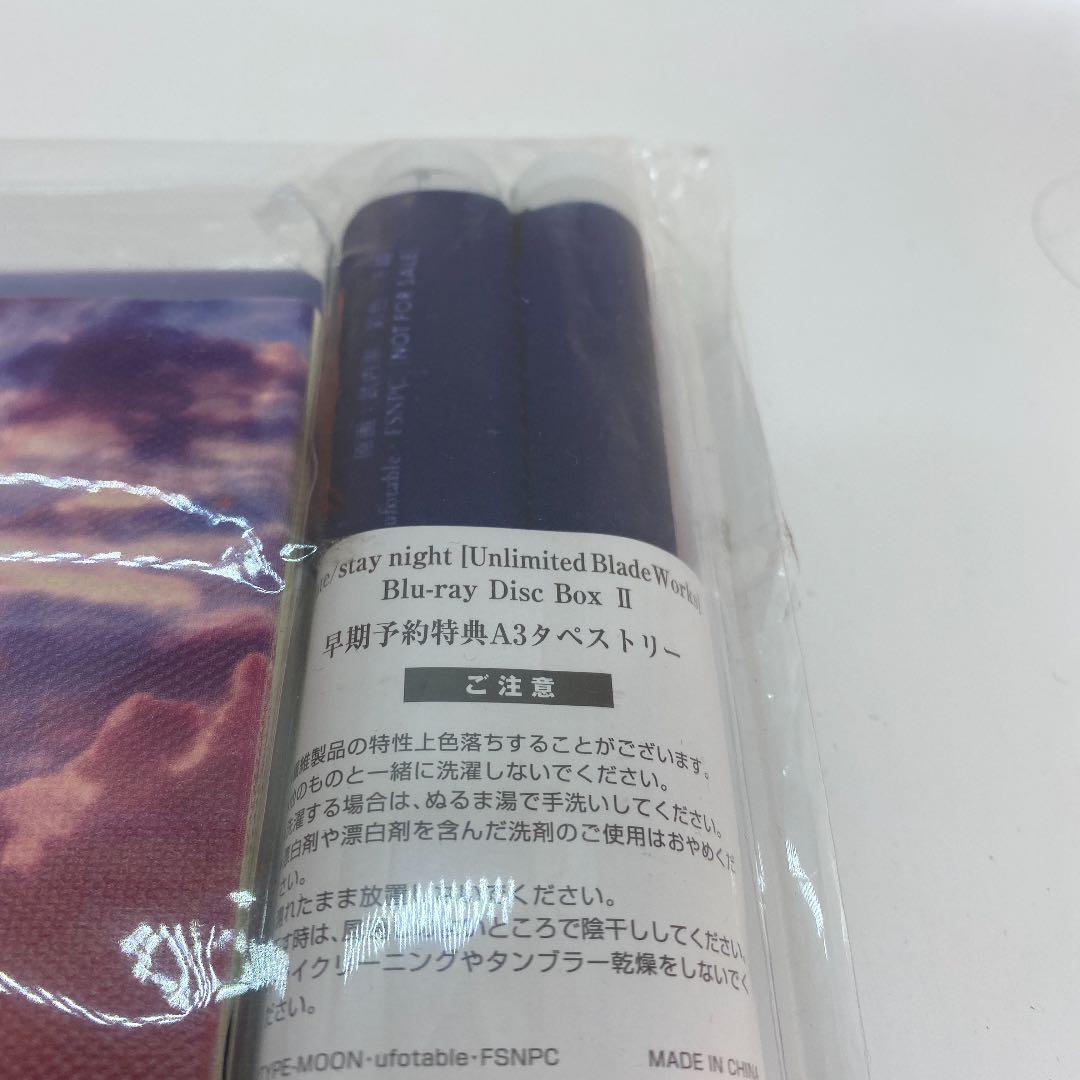 NOT FOR SALE
ufotable・FSNPC
/stay night [Unlimited Blade Works]
Blu-ray Disc Box Ⅱ
早期予約特典A3タペストリー
ご注意
製品の特性上色落ちすることがございます。
のものと一緒に洗濯しないでください。
洗濯する場合は、ぬるま湯で手洗いしてください。
漂白剤や漂白剤を含んだ洗剤のご使用はおやめくだ
さい。
れたまま放置 ください。
す時は、 ところで陰干ししてください。
イクリーニングやタンブラー乾燥をしないでく
ださい。
TYPE-MOON・ufotable・FSNPC MADE IN CHINA